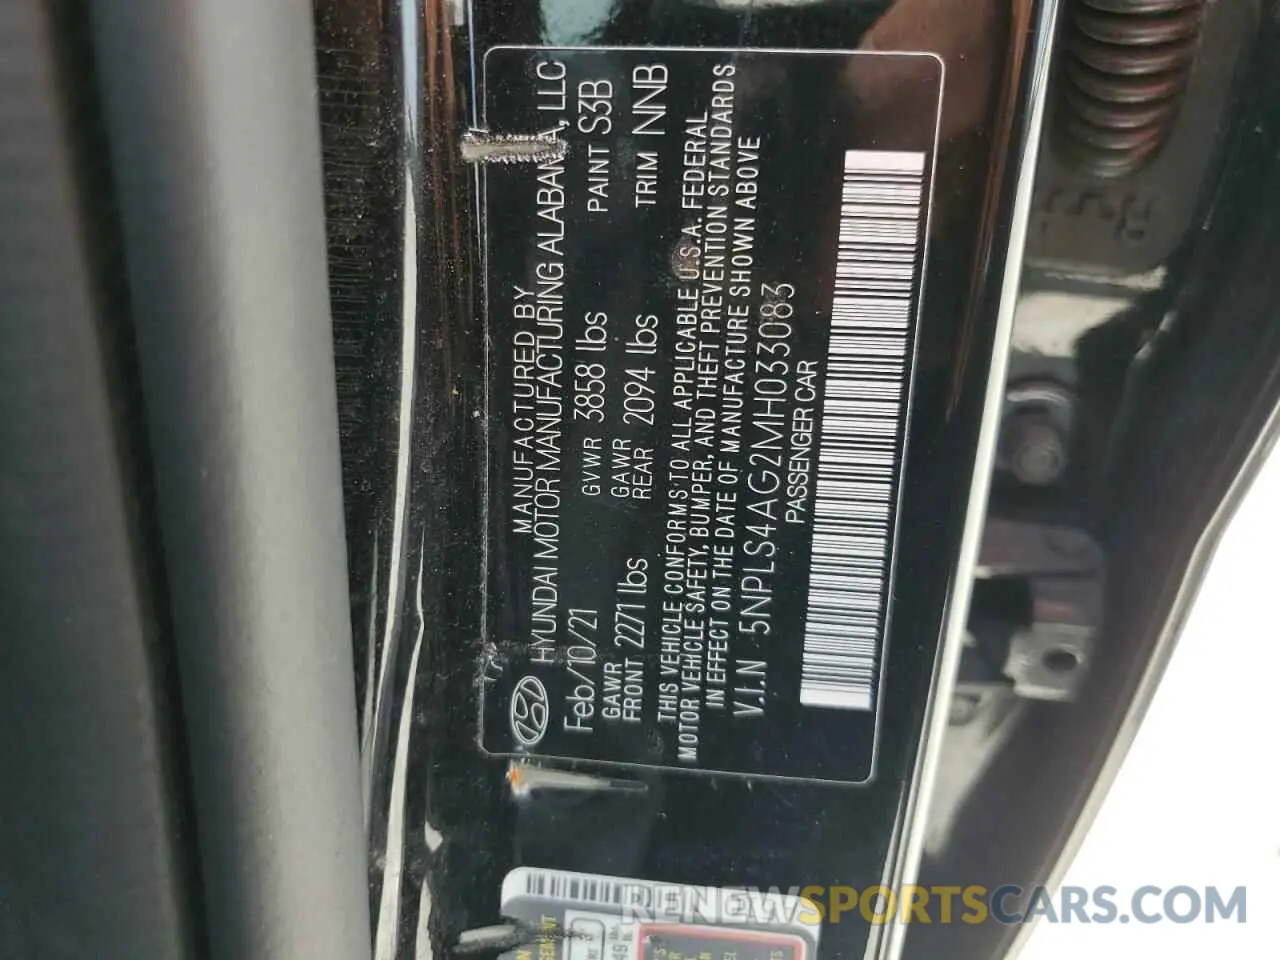 MANUFACTURED BY
HYUNDAI MOTOR MANUFACTURING ALABAMA, LLC
Feb/10/21 GVWR 3858 lbs PAINT S3B
GAWR FRONT 2271 lbs GAWR REAR 2094 lbs TRIM NNB
THIS VEHICLE CONFORMS TO ALL APPLICABLE U.S.A. FEDERAL
MOTOR VEHICLE SAFETY, BUMPER, AND THEFT PREVENTION STANDARDS
IN EFFECT ON THE DATE OF MANUFACTURE SHOWN ABOVE
V.I.N 5NPLS4AG2MH033083
PASSENGER CAR
RENEWSPORTSCARS.COM